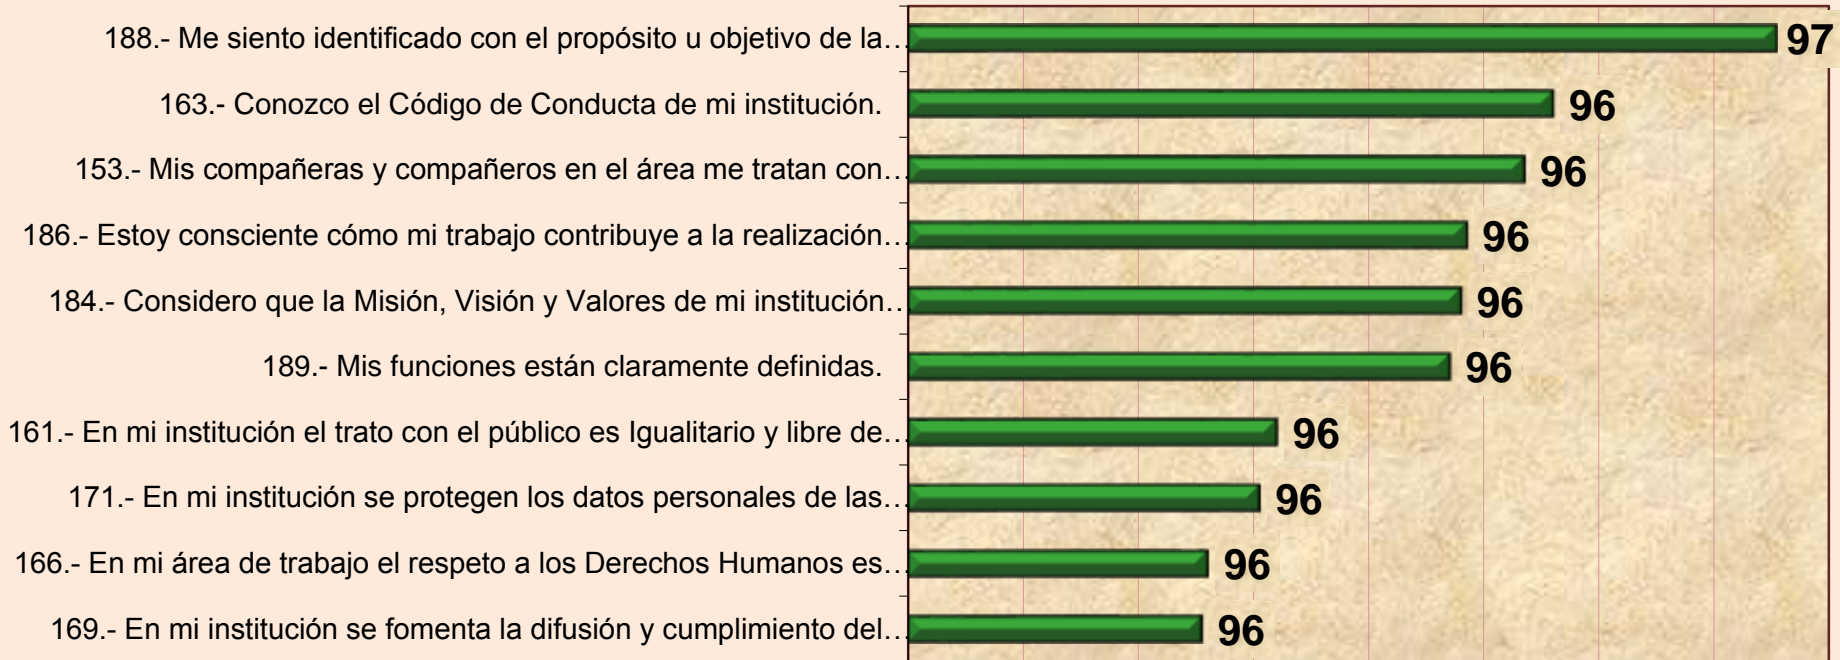 188.- Me siento identificado con el propósito u objetivo de la… 97
163.- Conozco el Código de Conducta de mi institución. 96
153.- Mis compañeras y compañeros en el área me tratan con… 96
186.- Estoy consciente cómo mi trabajo contribuye a la realización… 96
184.- Considero que la Misión, Visión y Valores de mi institución… 96
189.- Mis funciones están claramente definidas. 96
161.- En mi institución el trato con el público es Igualitario y libre de… 96
171.- En mi institución se protegen los datos personales de las… 96
166.- En mi área de trabajo el respeto a los Derechos Humanos es… 96
169.- En mi institución se fomenta la difusión y cumplimiento del… 96